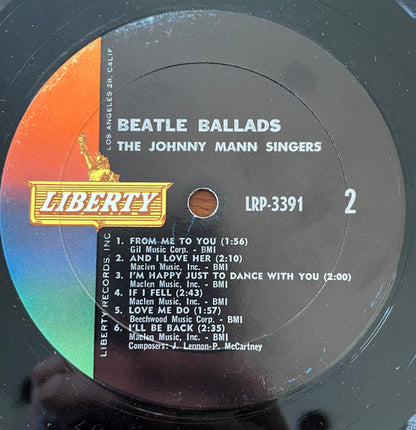 LOS ANGELES 28, CALIF.
BEATLE BALLADS
THE JOHNNY MANN SINGERS
LIBERTY
LRP-3391 2
LIBERTY RECORDS, INC.
1. FROM ME TO YOU (1:56)
Gil Music Corp. - BMI
2. AND I LOVE HER (2:10)
Maclen Music, Inc. - BMI
3. I'M HAPPY JUST TO DANCE WITH YOU (2:00)
Maclen Music, Inc. - BMI
4. IF I FELL (2:43)
Maclen Music, Inc. - BMI
5. LOVE ME DO (1:57)
Beechwood Music Corp. - BMI
6. I'LL BE BACK (2:35)
Maclen Music, Inc. - BMI
Composers: J. Lennon-P. McCartney